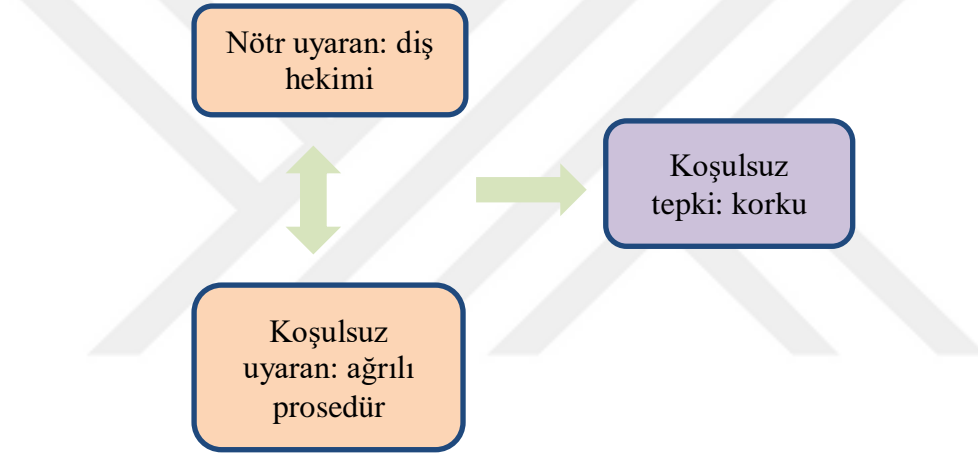 Nötr uyaran: diş
hekimi
Koşulsuz
tepki: korku
Koşulsuz
uyaran: ağrılı
prosedür